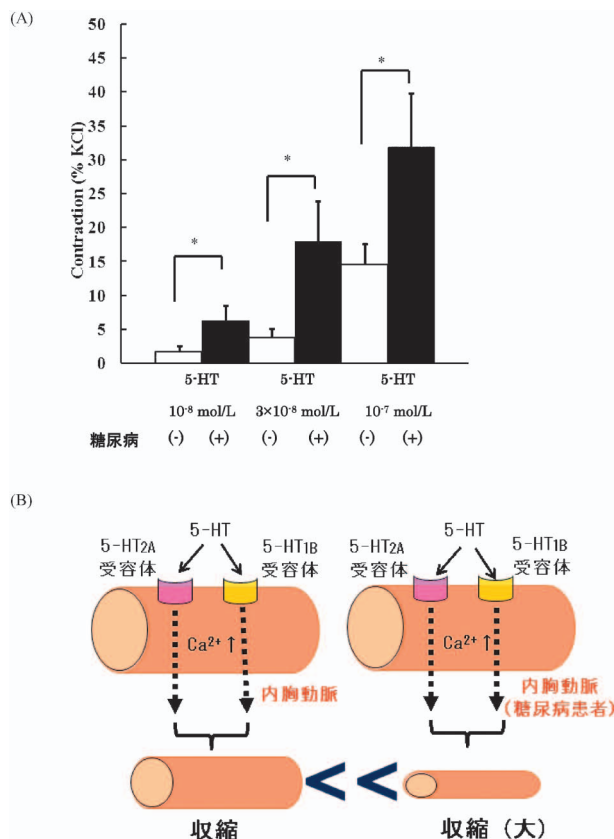 (A)
50
45
40
35
30
25
20
15
10
5
0
Contraction (% KCl)
*
*
*
5-HT 5-HT 5-HT
10⁻⁸ mol/L 3×10⁻⁸ mol/L 10⁻⁷ mol/L
糖尿病 (-) (+) (-) (+) (-) (+)
(B)
5-HT
5-HT2A
受容体
5-HT1B
受容体
Ca²⁺↑
内胸動脈
収縮
<<
5-HT
5-HT2A
受容体
5-HT1B
受容体
Ca²⁺↑
内胸動脈
(糖尿病患者)
収縮(大)